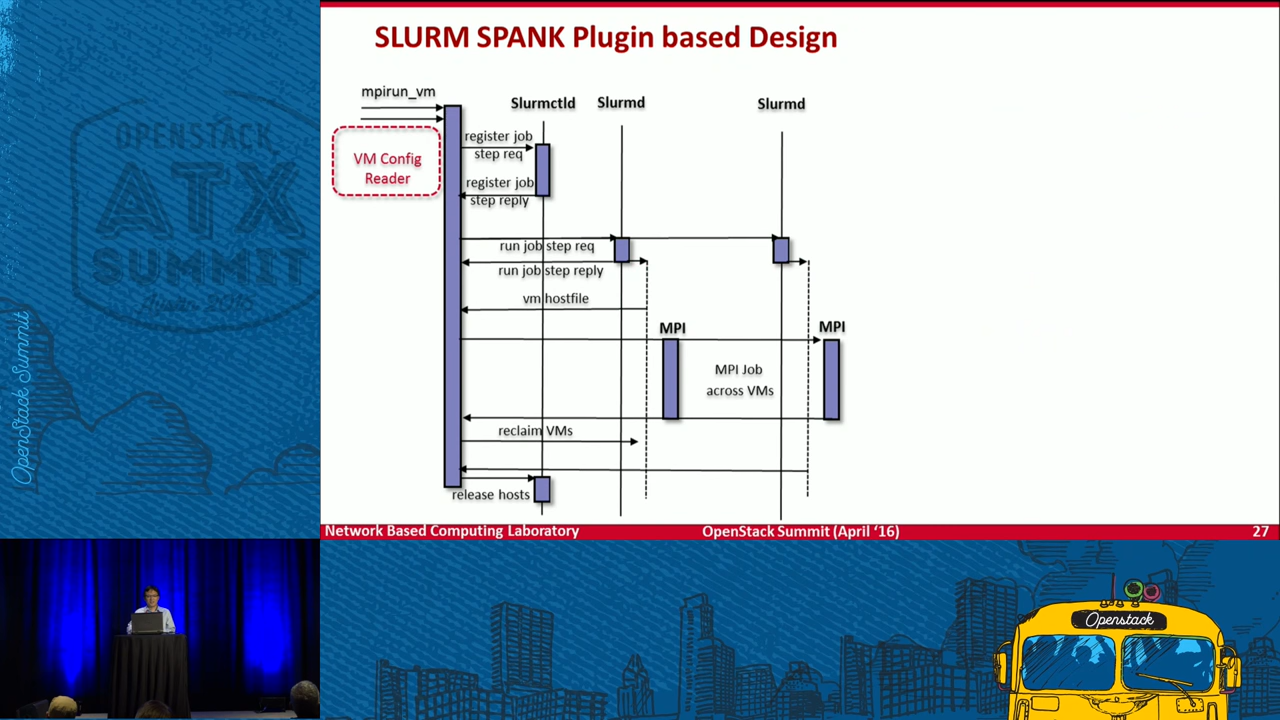 SLURM SPANK Plugin based Design
mpirun_vm
Slurmctld
Slurmd
Slurmd
VM Config
Reader
register job
step req
register job
step reply
run job step req
run job step reply
vm hostfile
MPI
MPI
MPI Job
across VMs
reclaim VMs
release hosts
Network Based Computing Laboratory
OpenStack Summit (April ‘16)
27
OPENSTACK
ATX
SUMMIT
Austin 2016
OpenStack Summit
Openstack